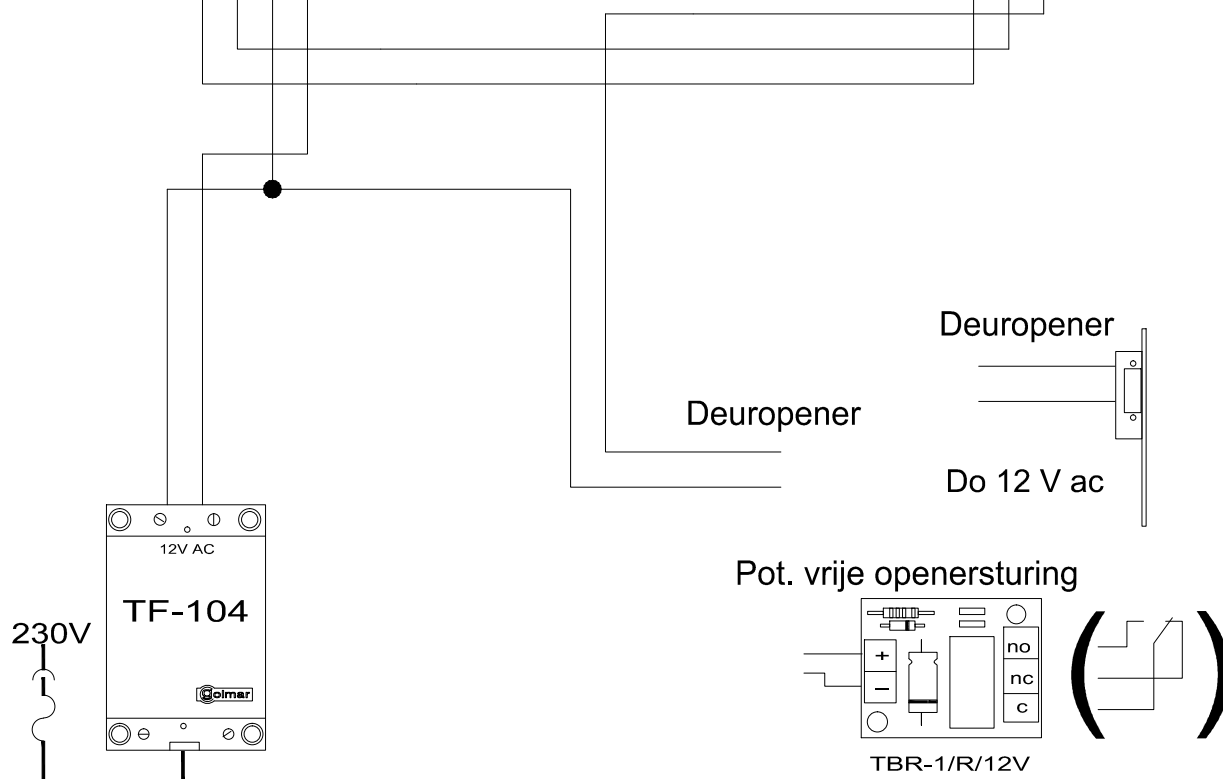 Deuropener
Deuropener
Do 12 V ac
12V AC
TF-104
230V
Golmar
Pot. vrije openersturing
+
no
nc
−
c
TBR-1/R/12V